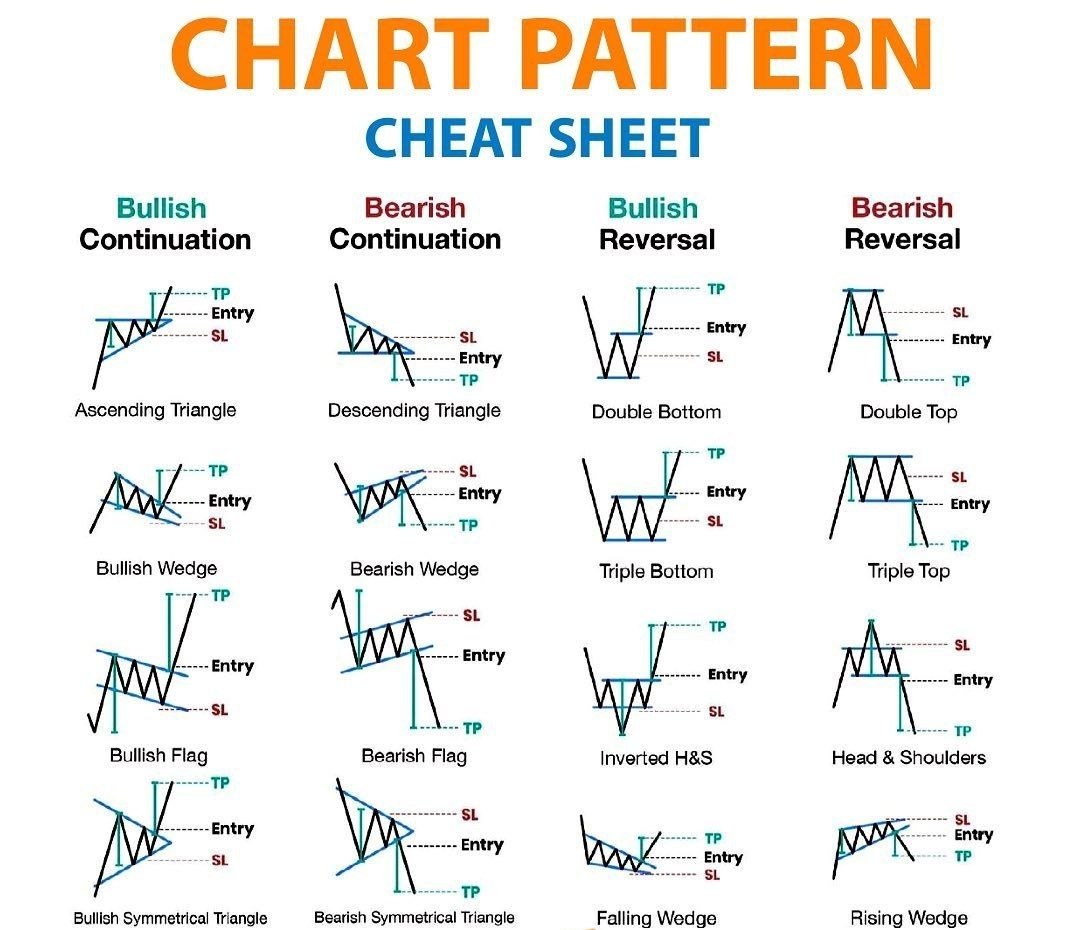 CHART PATTERN
CHEAT SHEET
Bullish
Continuation
Bearish
Continuation
Bullish
Reversal
Bearish
Reversal
TP
Entry
SL
Ascending Triangle
SL
Entry
TP
Descending Triangle
TP
Entry
SL
Double Bottom
SL
Entry
TP
Double Top
TP
Entry
SL
Bullish Wedge
SL
Entry
TP
Bearish Wedge
TP
Entry
SL
Triple Bottom
SL
Entry
TP
Triple Top
TP
Entry
SL
Bullish Flag
SL
Entry
TP
Bearish Flag
TP
Entry
SL
Inverted H&S
SL
Entry
TP
Head & Shoulders
TP
Entry
SL
Bullish Symmetrical Triangle
SL
Entry
TP
Bearish Symmetrical Triangle
TP
Entry
SL
Falling Wedge
SL
Entry
TP
Rising Wedge